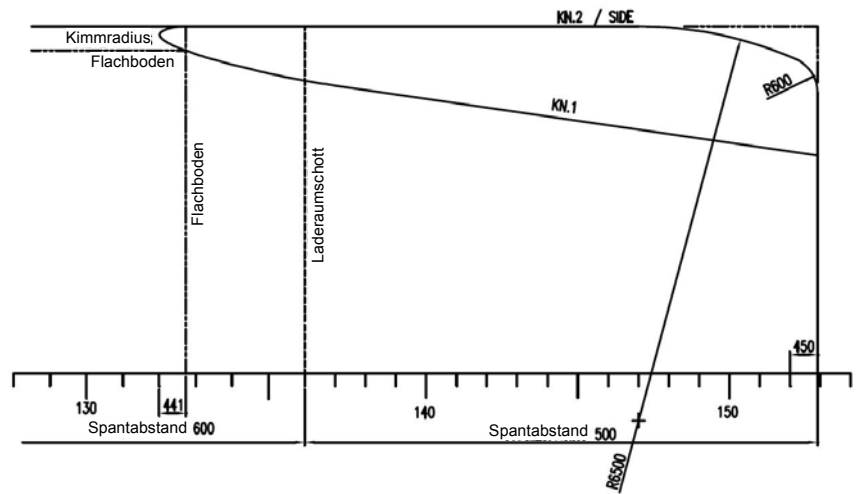 KN.2 / SIDE
Kimmradius;
Flachboden
R600
KN.1
Flachboden
Laderaumschott
450
130
441
140
150
Spantabstand 600
Spantabstand 500
R6500